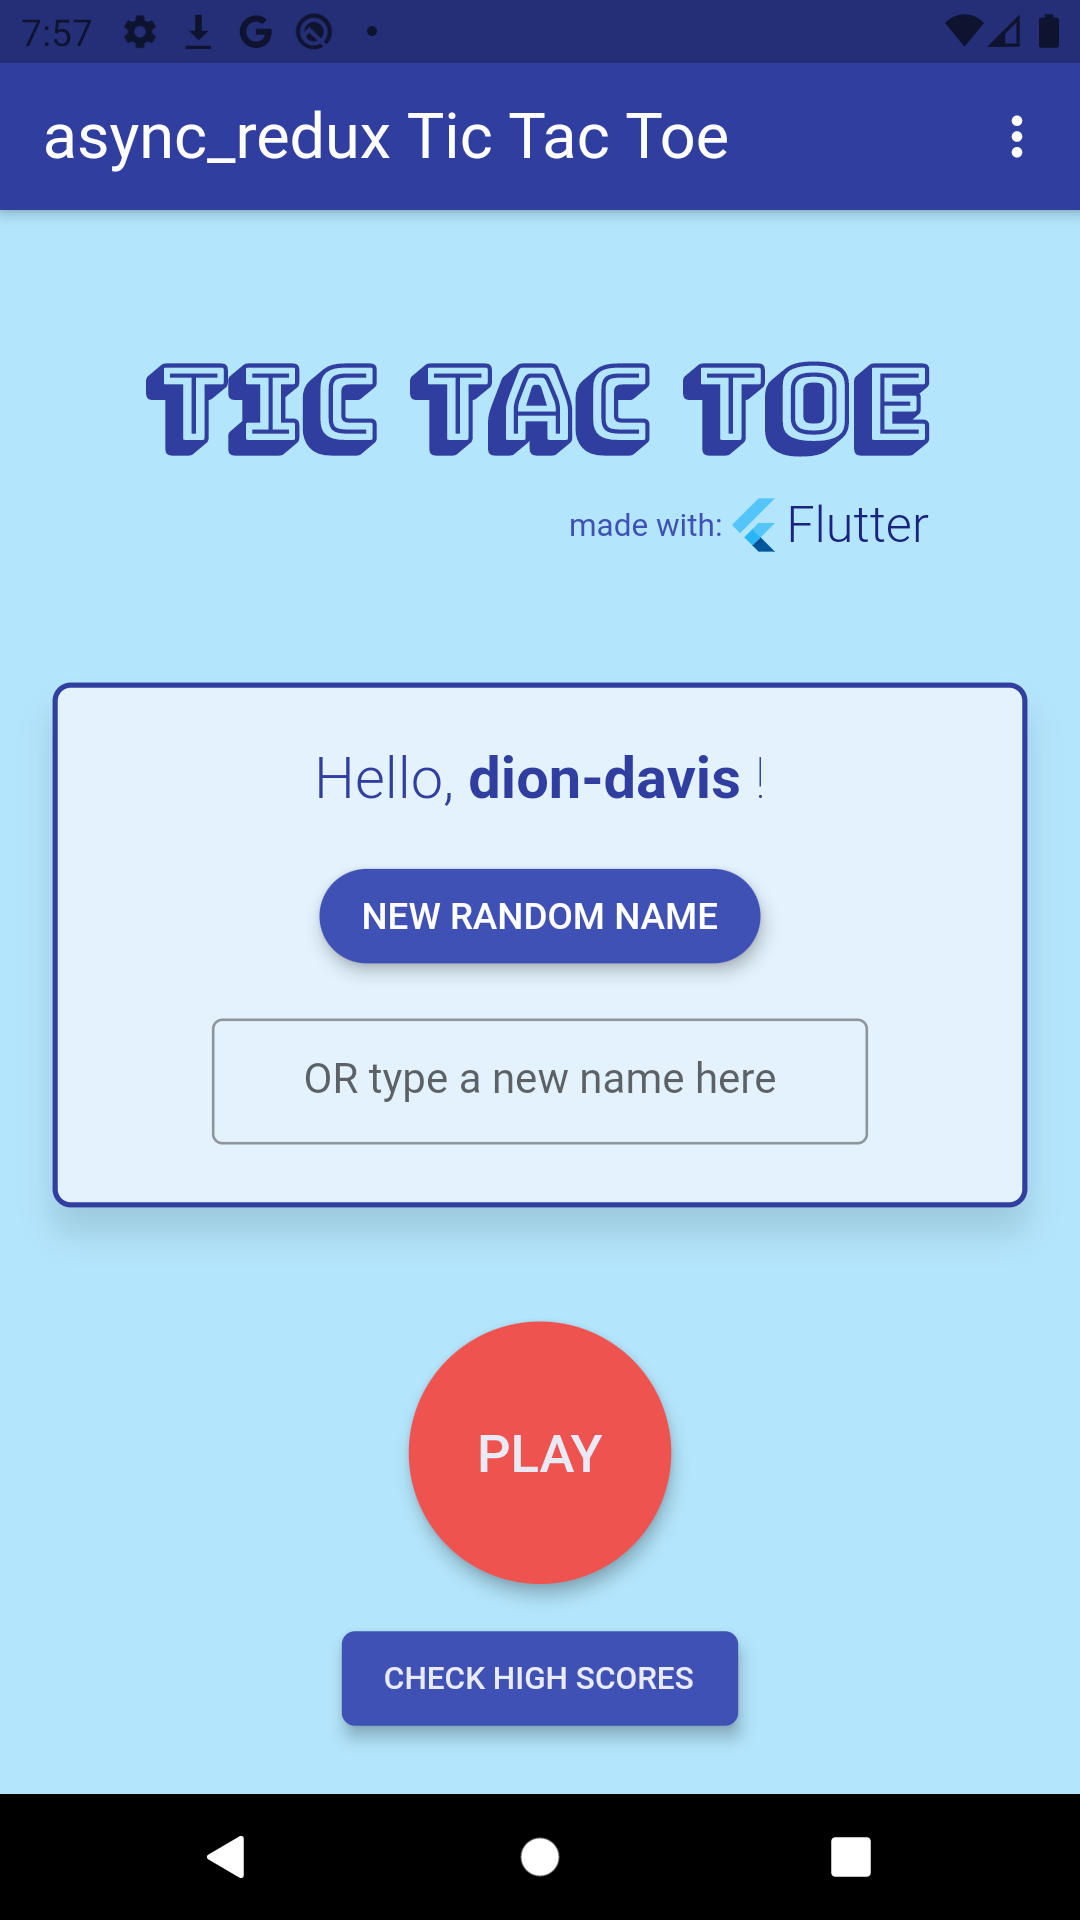 7:57
async_redux Tic Tac Toe
TIC TAC TOE
made with: Flutter
Hello, dion-davis !
NEW RANDOM NAME
OR type a new name here
PLAY
CHECK HIGH SCORES